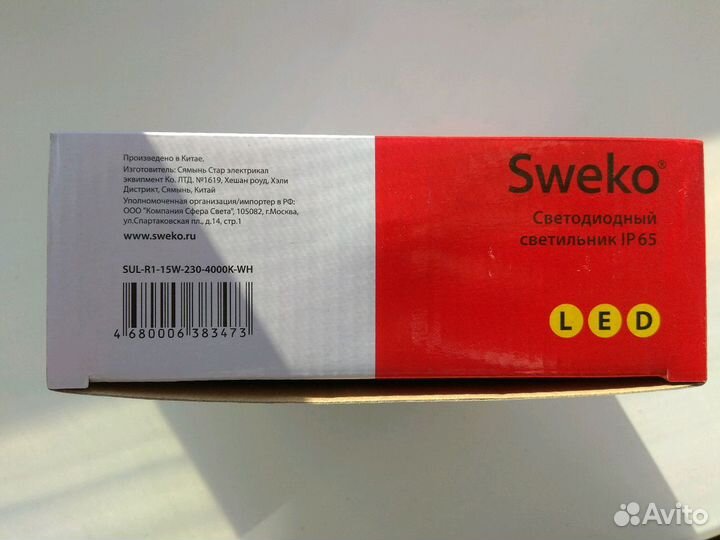 Произведено в Китае.
Изготовитель: Сямынь Стар электрикал
эквипмент Ко. ЛТД. №1619, Хешан роуд, Хэли
Дистрикт, Сямынь, Китай
Уполномоченная организация/импортер в РФ:
ООО "Компания Сфера Света", 105082, г.Москва,
ул.Спартаковская пл., д.14, стр.1
www.sweko.ru
SUL-R1-15W-230-4000K-WH
4 680006 383473
Sweko®
Светодиодный
светильник IP 65
L E D
Avito